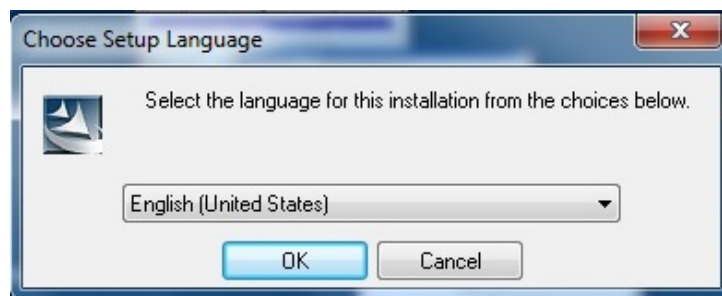 Choose Setup Language
Select the language for this installation from the choices below.
English (United States)
OK
Cancel